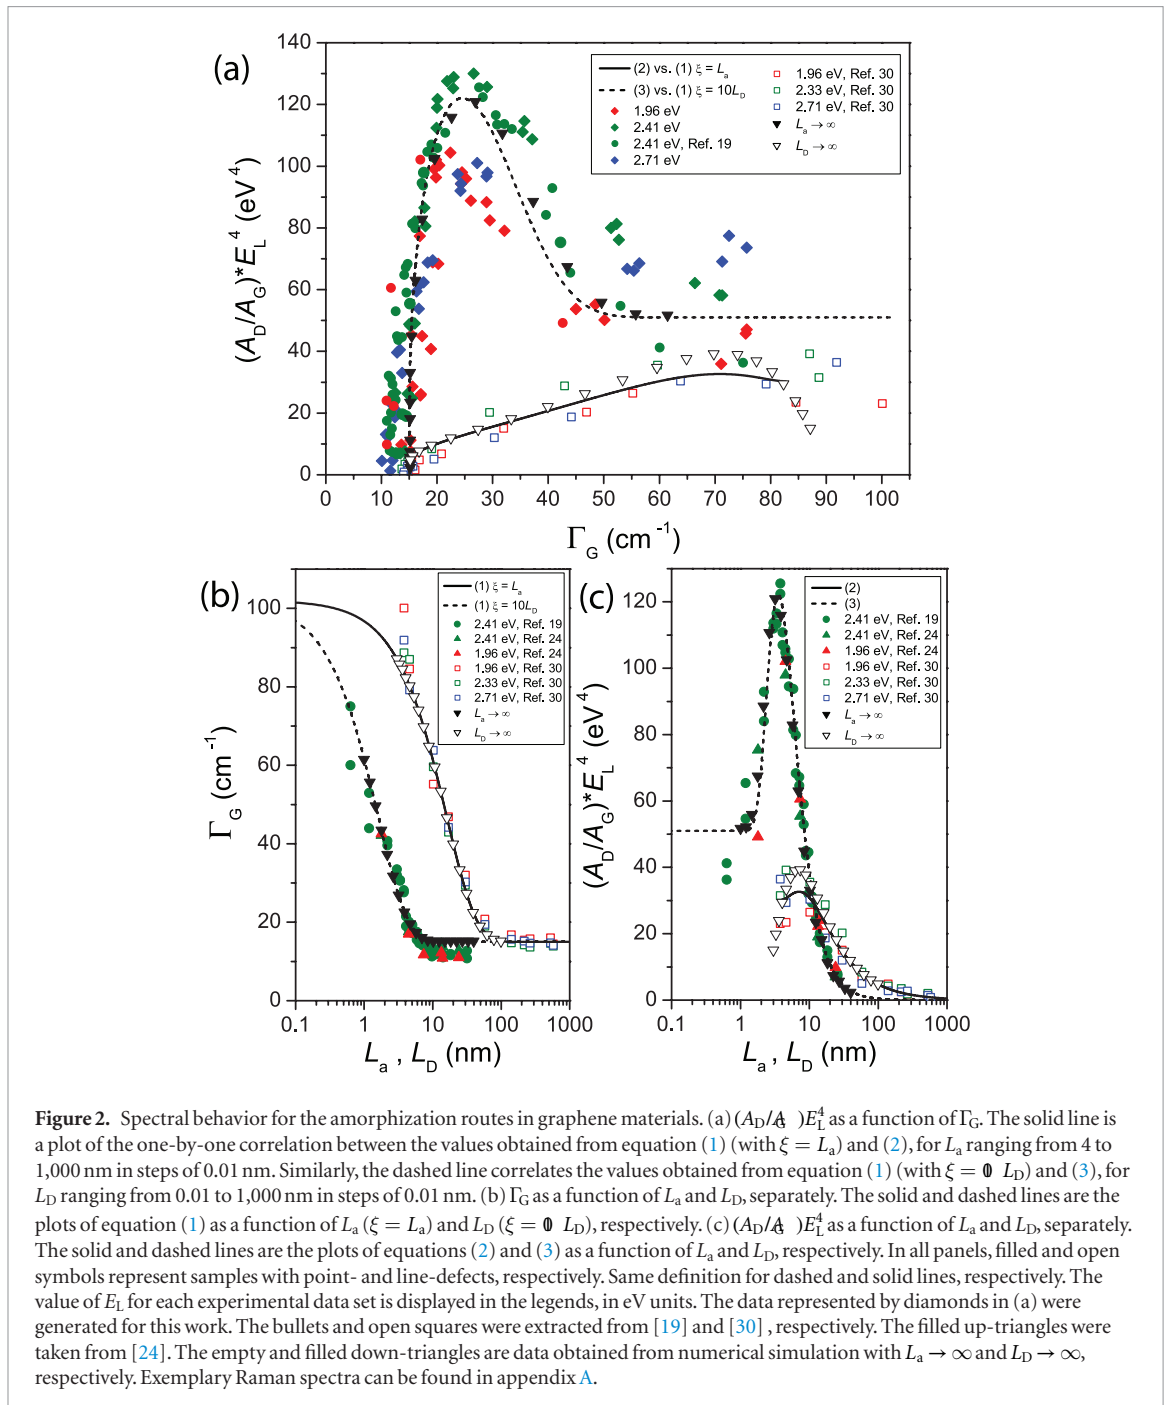 (a)
140
120
100
80
60
40
20
0
(A_D/A_G)*E_L^4 (eV^4)
(2) vs. (1) ξ = L_a
(3) vs. (1) ξ = 10L_D
1.96 eV
2.41 eV
2.41 eV, Ref. 19
2.71 eV
1.96 eV, Ref. 30
2.33 eV, Ref. 30
2.71 eV, Ref. 30
L_a → ∞
L_D → ∞
0 10 20 30 40 50 60 70 80 90 100
Γ_G (cm^-1)
(b)
100
80
60
40
20
0
Γ_G (cm^-1)
(1) ξ = L_a
(1) ξ = 10L_D
2.41 eV, Ref. 19
2.41 eV, Ref. 24
1.96 eV, Ref. 24
1.96 eV, Ref. 30
2.33 eV, Ref. 30
2.71 eV, Ref. 30
L_a → ∞
L_D → ∞
0.1 1 10 100 1000
L_a , L_D (nm)
(c)
120
100
80
60
40
20
0
(A_D/A_G)*E_L^4 (eV^4)
(2)
(3)
2.41 eV, Ref. 19
2.41 eV, Ref. 24
1.96 eV, Ref. 24
1.96 eV, Ref. 30
2.33 eV, Ref. 30
2.71 eV, Ref. 30
L_a → ∞
L_D → ∞
0.1 1 10 100 1000
L_a , L_D (nm)
Figure 2. Spectral behavior for the amorphization routes in graphene materials. (a) (A_D/A_G)E_L^4 as a function of Γ_G. The solid line is
a plot of the one-by-one correlation between the values obtained from equation (1) (with ξ = L_a) and (2), for L_a ranging from 4 to
1,000 nm in steps of 0.01 nm. Similarly, the dashed line correlates the values obtained from equation (1) (with ξ = 10 L_D) and (3), for
L_D ranging from 0.01 to 1,000 nm in steps of 0.01 nm. (b) Γ_G as a function of L_a and L_D, separately. The solid and dashed lines are the
plots of equation (1) as a function of L_a (ξ = L_a) and L_D (ξ = 10 L_D), respectively. (c) (A_D/A_G)E_L^4 as a function of L_a and L_D, separately.
The solid and dashed lines are the plots of equations (2) and (3) as a function of L_a and L_D, respectively. In all panels, filled and open
symbols represent samples with point- and line-defects, respectively. Same definition for dashed and solid lines, respectively. The
value of E_L for each experimental data set is displayed in the legends, in eV units. The data represented by diamonds in (a) were
generated for this work. The bullets and open squares were extracted from [19] and [30] , respectively. The filled up-triangles were
taken from [24]. The empty and filled down-triangles are data obtained from numerical simulation with L_a → ∞ and L_D → ∞,
respectively. Exemplary Raman spectra can be found in appendix A.